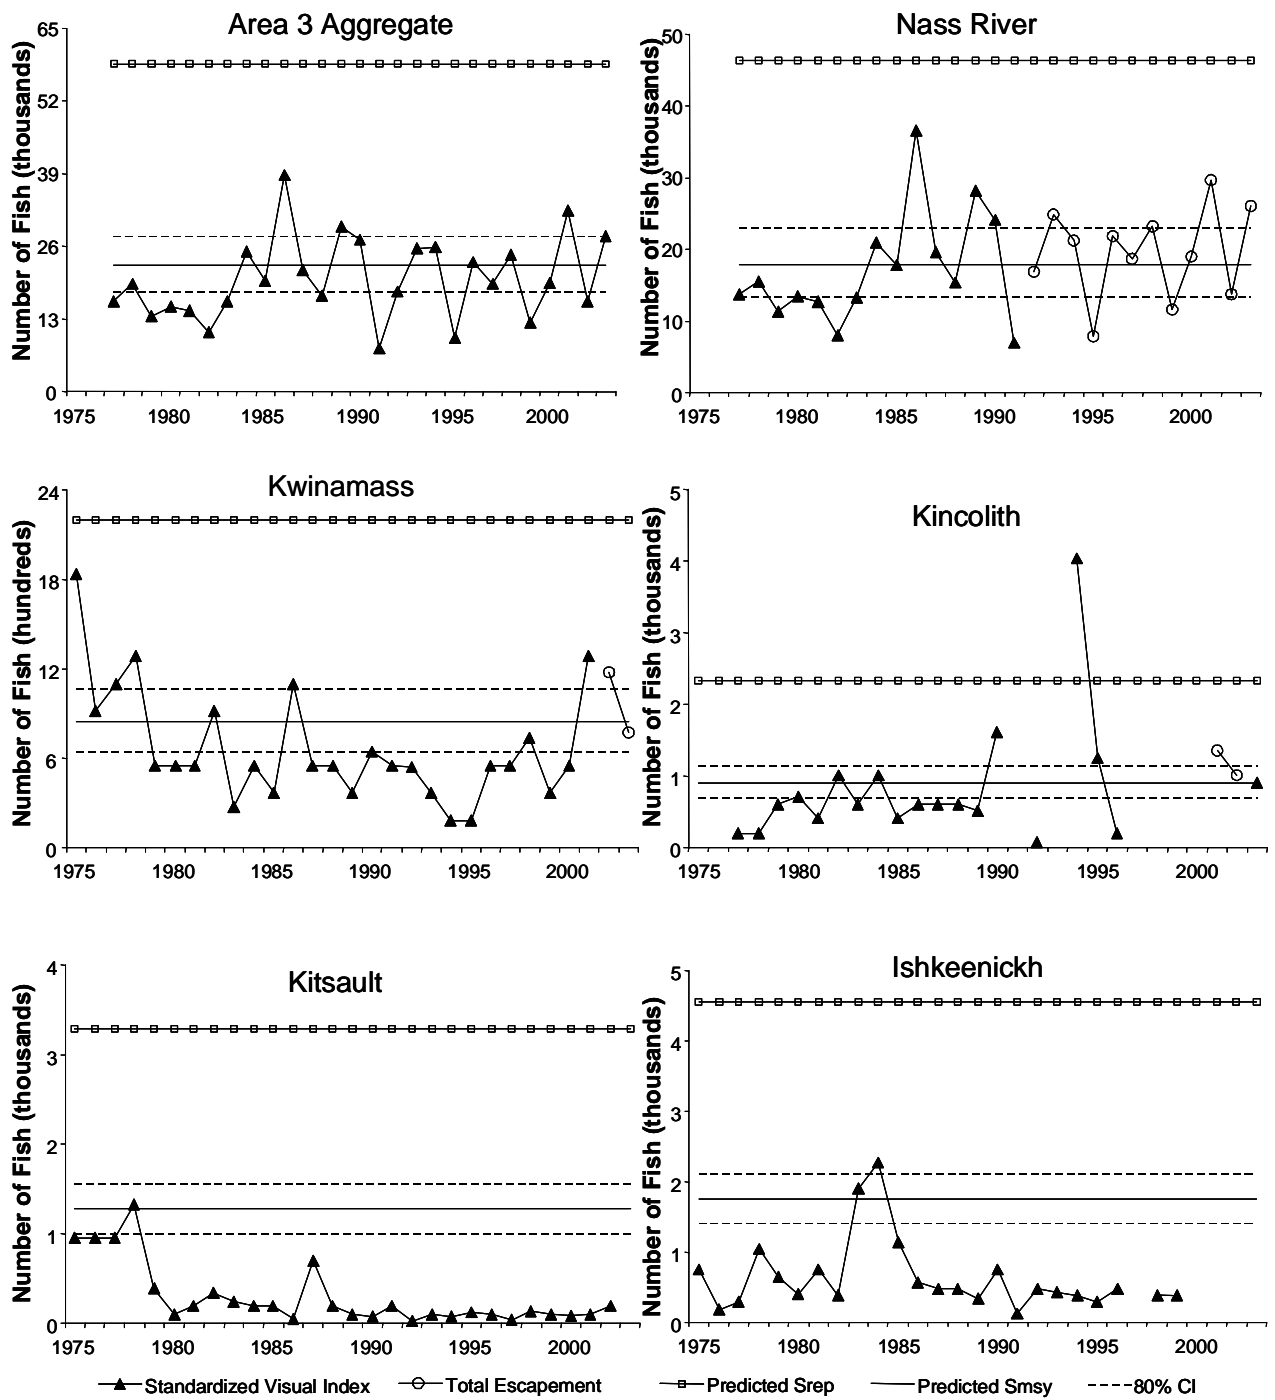 Area 3 Aggregate
Number of Fish (thousands)
65
52
39
26
13
0
1975 1980 1985 1990 1995 2000
Nass River
Number of Fish (thousands)
50
40
30
20
10
0
1975 1980 1985 1990 1995 2000
Kwinamass
Number of Fish (hundreds)
24
18
12
6
0
1975 1980 1985 1990 1995 2000
Kincolith
Number of Fish (thousands)
5
4
3
2
1
0
1975 1980 1985 1990 1995 2000
Kitsault
Number of Fish (thousands)
4
3
2
1
0
1975 1980 1985 1990 1995 2000
Ishkeenickh
Number of Fish (thousands)
5
4
3
2
1
0
1975 1980 1985 1990 1995 2000
Standardized Visual Index Total Escapement Predicted Srep Predicted Smsy 80% CI